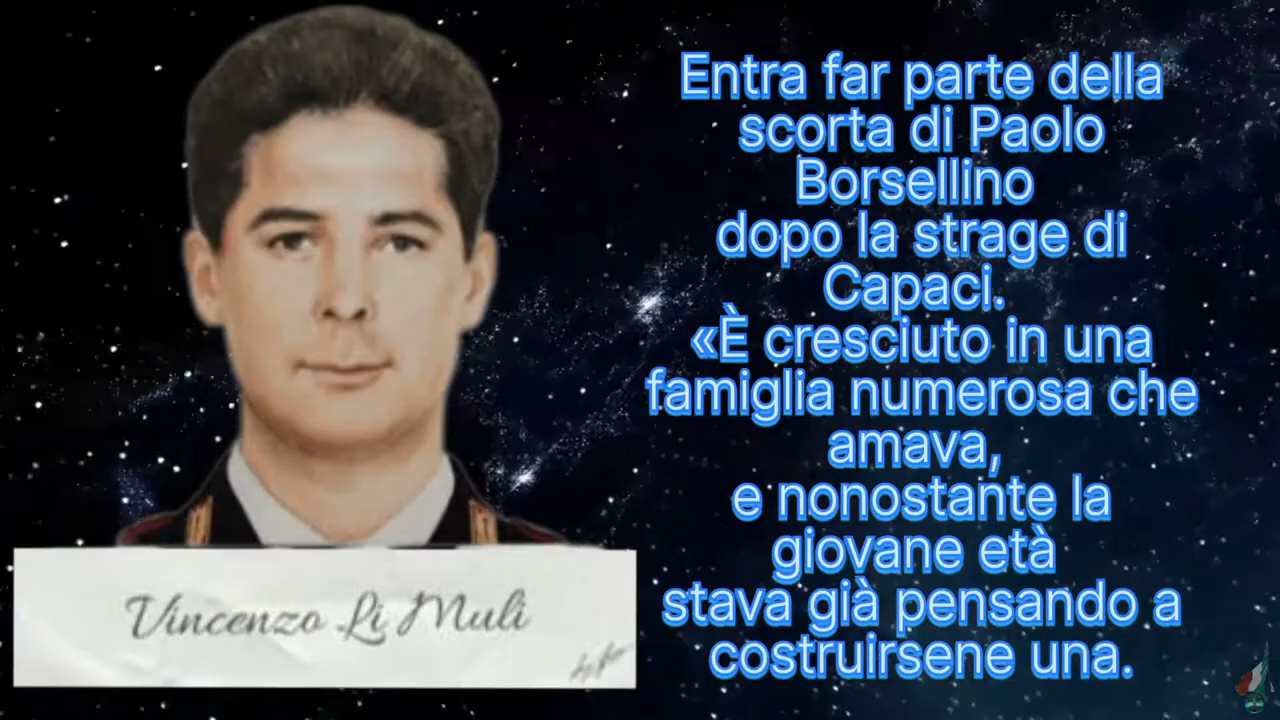 Entra far parte della
scorta di Paolo
Borsellino
dopo la strage di
Capaci.
«È cresciuto in una
famiglia numerosa che
amava,
e nonostante la
giovane età
stava già pensando a
costruirsene una.
Vincenzo Li Muli